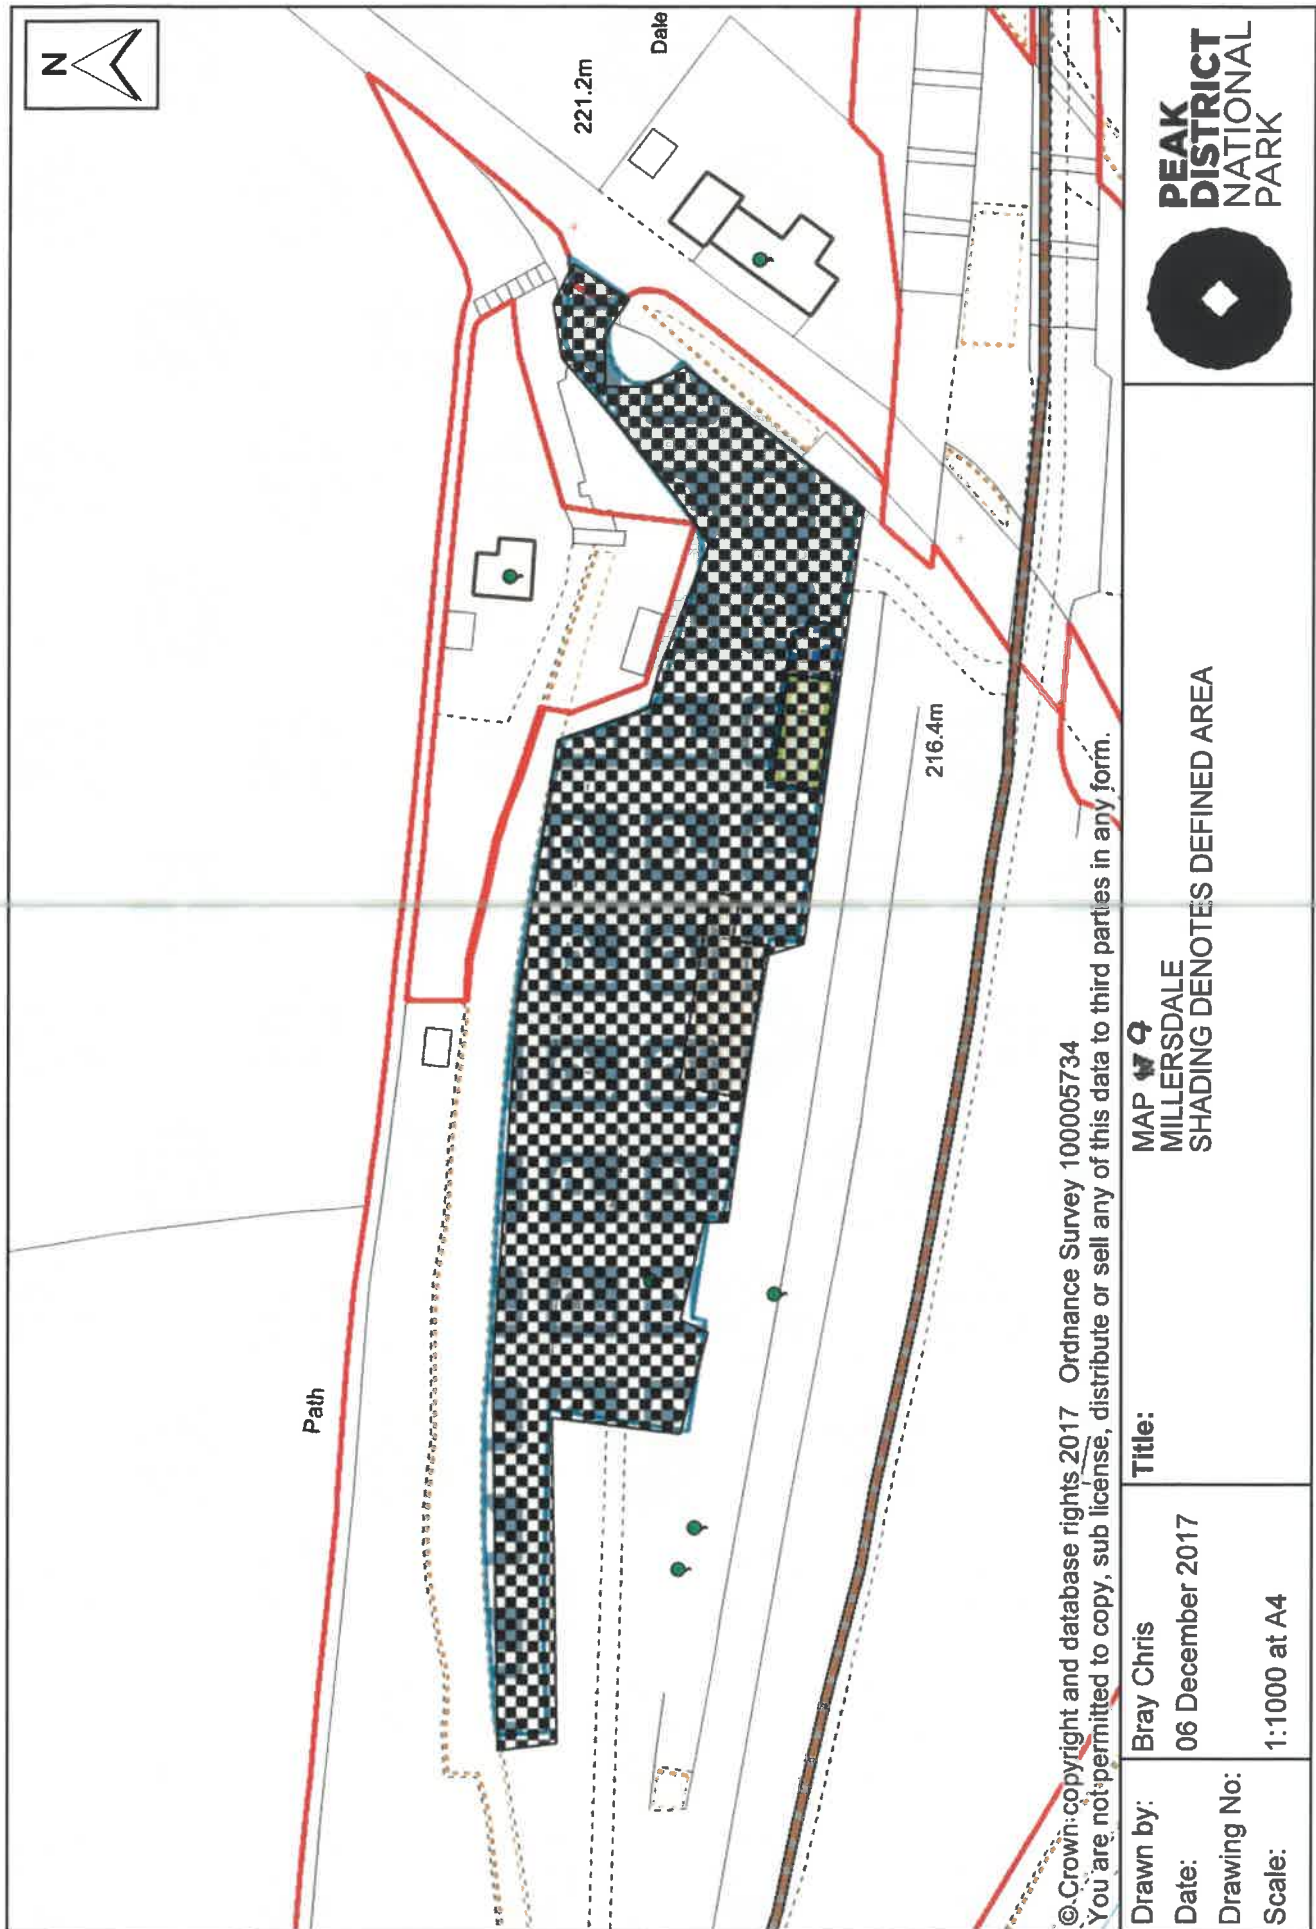 N
Dale
221.2m
Path
216.4m
© Crown copyright and database rights 2017 Ordnance Survey 100005734
You are not permitted to copy, sub license, distribute or sell any of this data to third parties in any form.
Drawn by: Bray Chris
Date: 06 December 2017
Drawing No:
Scale: 1:1000 at A4
Title:
MAP 9
MILLERSDALE
SHADING DENOTES DEFINED AREA
PEAK
DISTRICT
NATIONAL
PARK